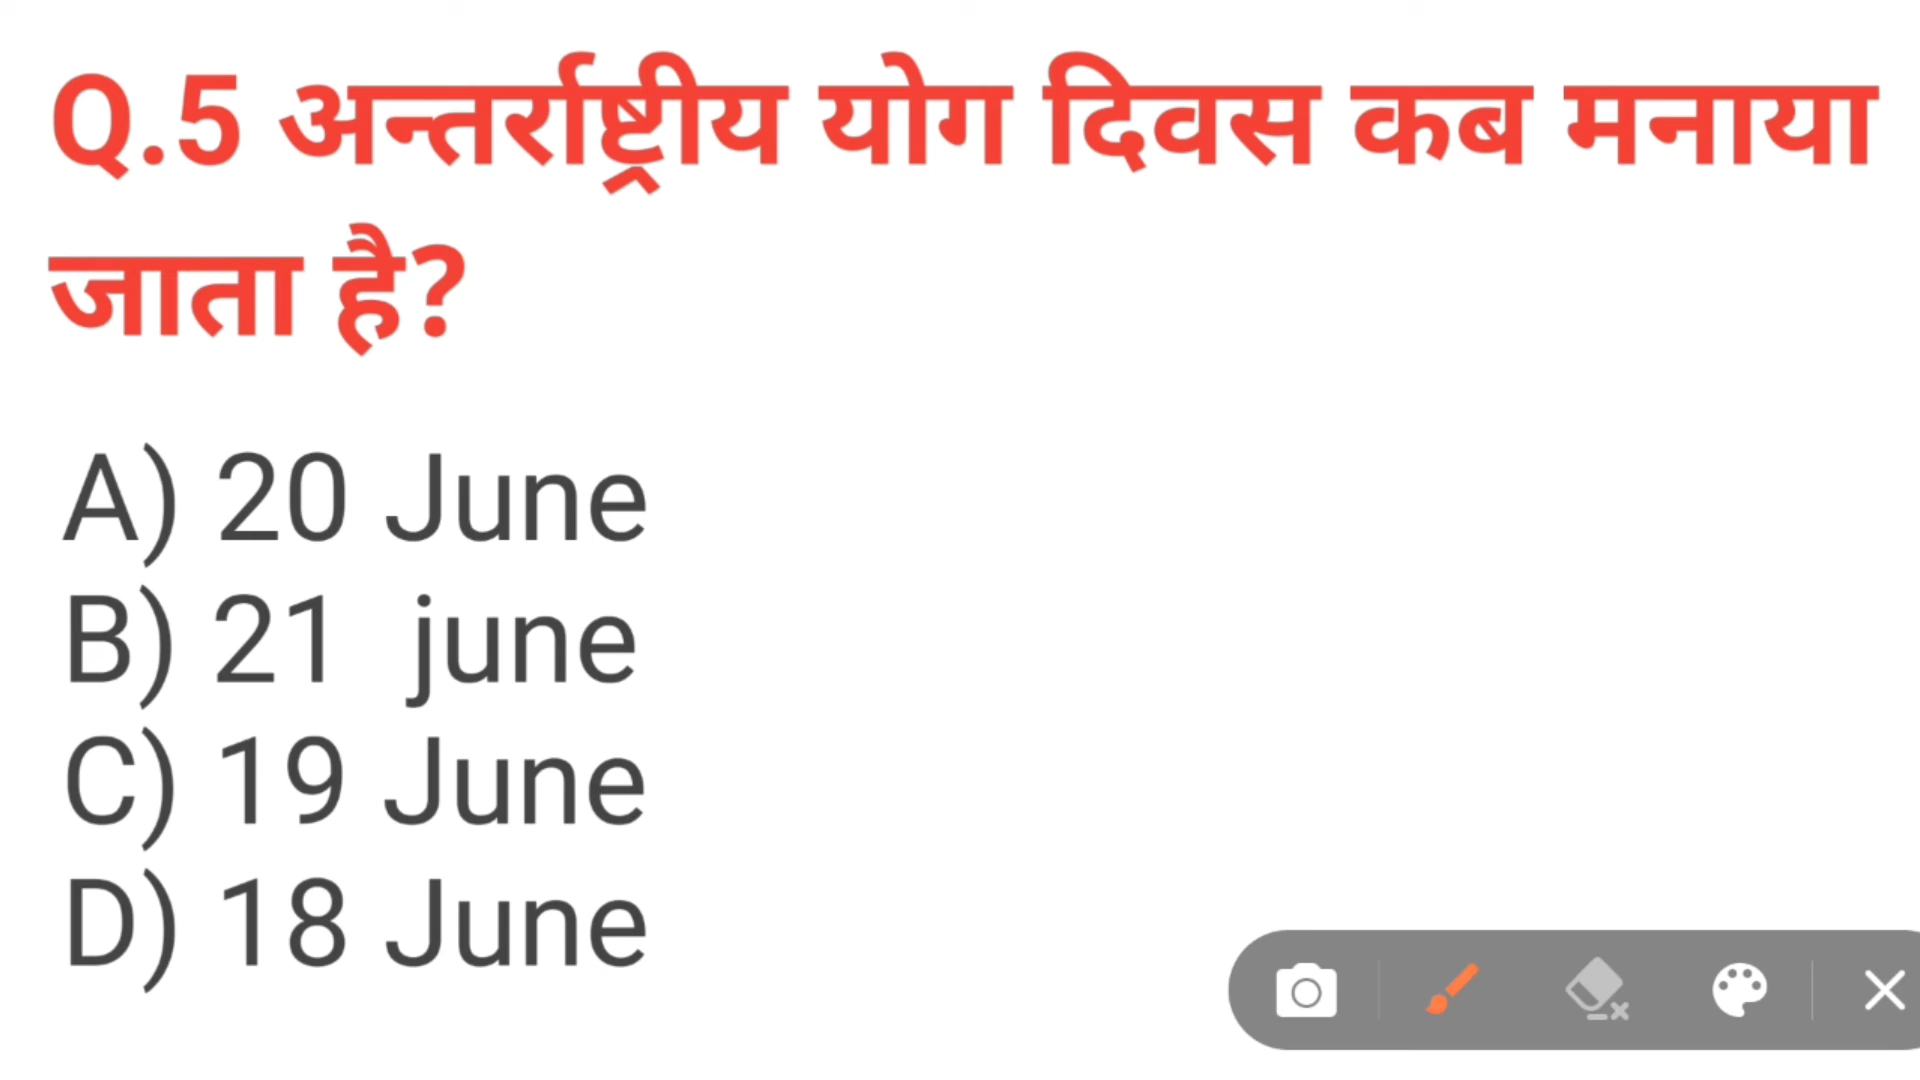 Q.5 अन्तर्राष्ट्रीय योग दिवस कब मनाया
जाता है?
A) 20 June
B) 21 june
C) 19 June
D) 18 June